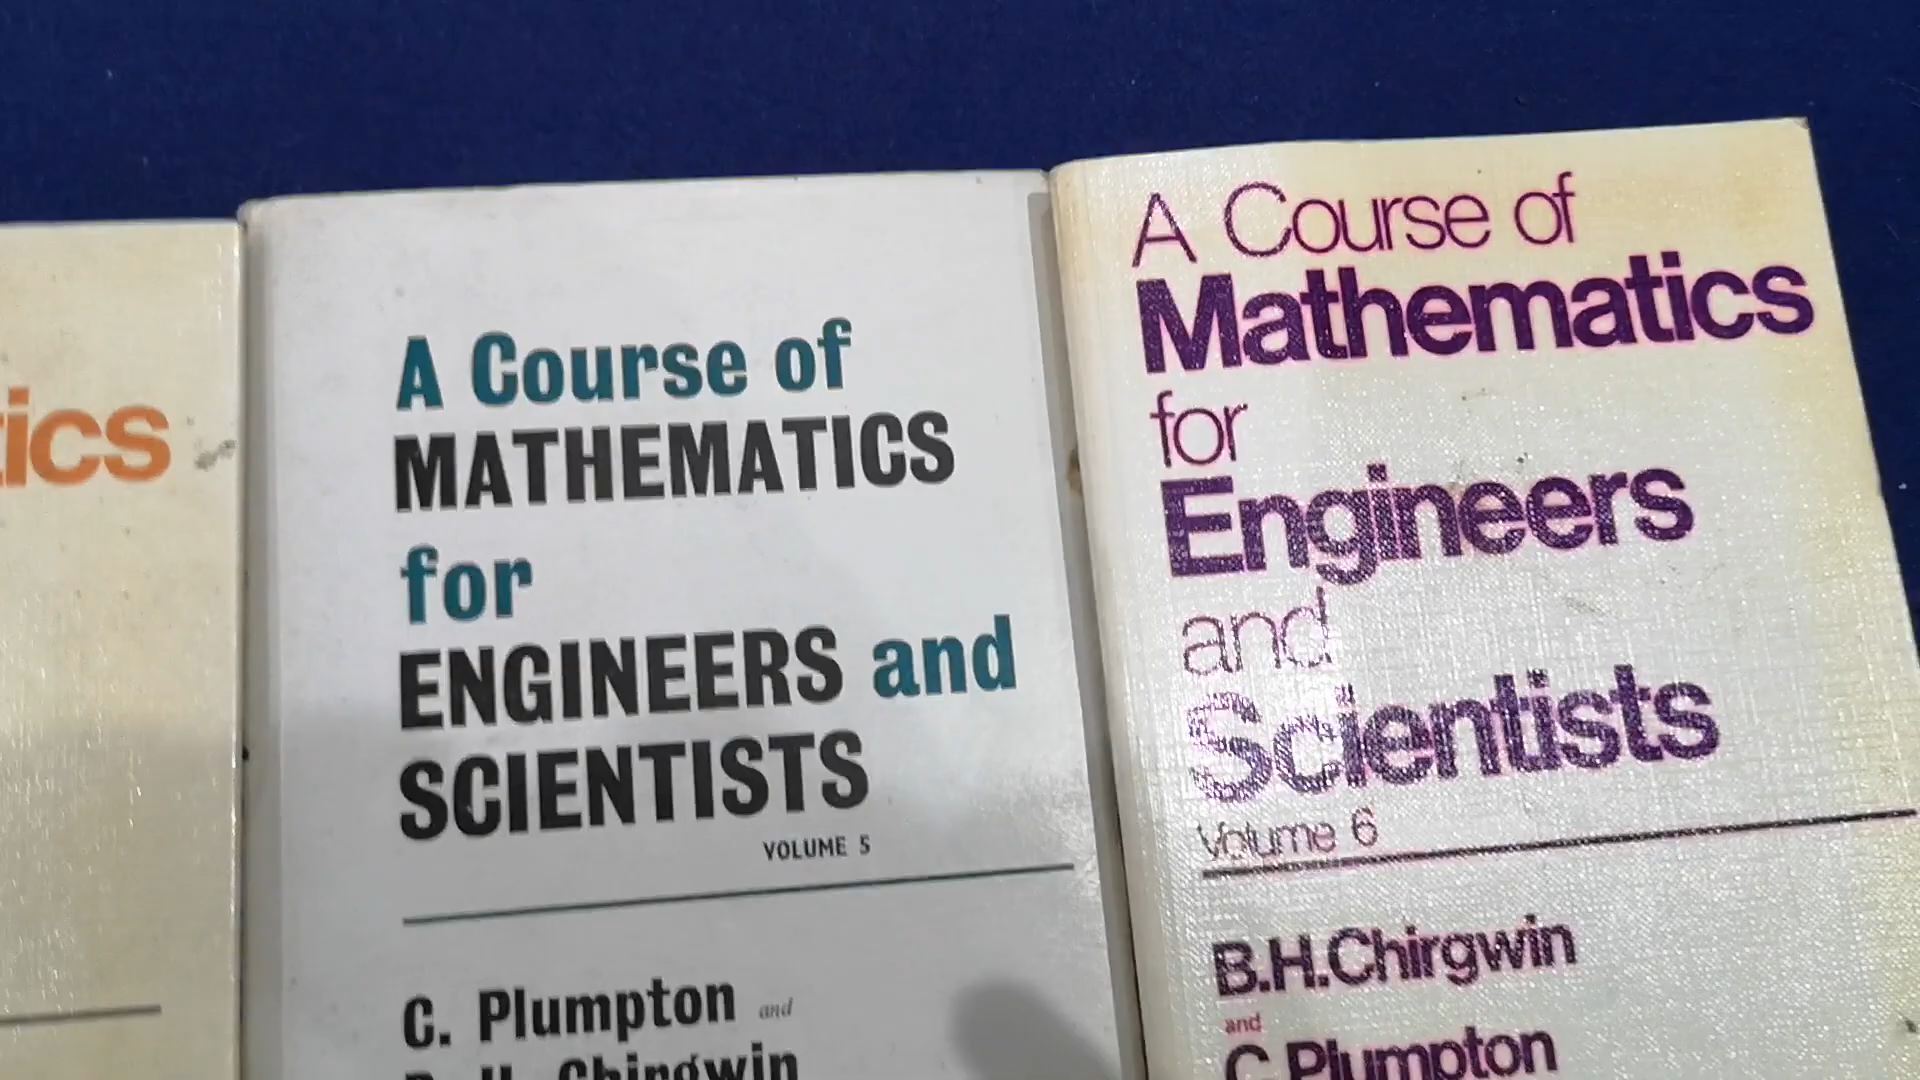 tics
A Course of
MATHEMATICS
for
ENGINEERS and
SCIENTISTS
VOLUME 5
C. Plumpton and
B. H. Chirgwin
A Course of
Mathematics
for
Engineers
and
Scientists
Volume 6
B.H.Chirgwin
and
C.Plumpton